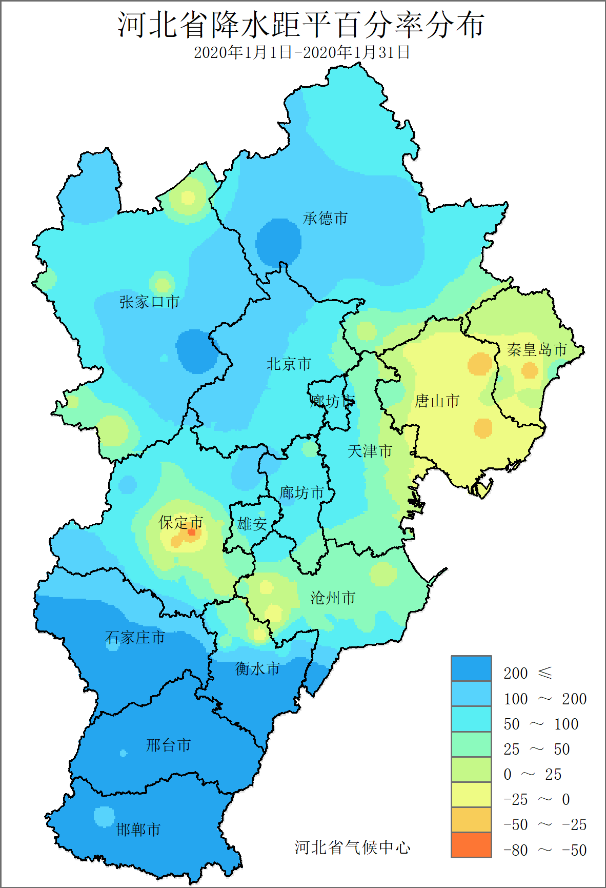 河北省降水距平百分率分布
2020年1月1日-2020年1月31日
承德市
张家口市
秦皇岛市
北京市
廊坊市
唐山市
天津市
廊坊市
保定市
雄安
沧州市
石家庄市
衡水市
邢台市
邯郸市
200 ≤
100 ～ 200
50 ～ 100
25 ～ 50
0 ～ 25
-25 ～ 0
-50 ～ -25
-80 ～ -50
河北省气候中心